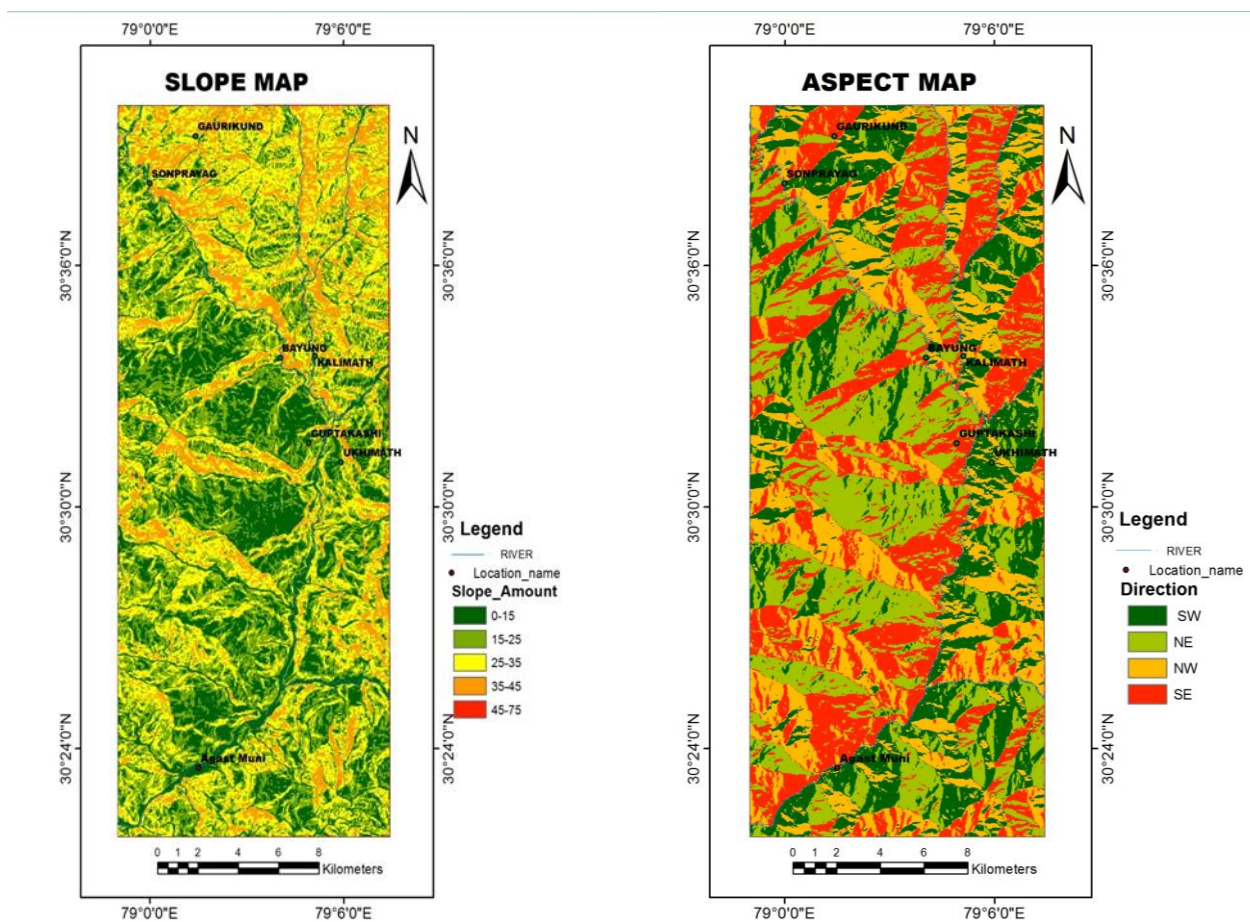 79°0'0"E
79°6'0"E
SLOPE MAP
N
GAURIKUND
SONPRAYAG
30°36'0"N
30°36'0"N
BAYUNG
KALIMATH
GUPTAKASHI
UKHIMATH
30°30'0"N
30°30'0"N
Legend
RIVER
Location_name
Slope_Amount
0-15
15-25
25-35
35-45
45-75
30°24'0"N
30°24'0"N
Agast Muni
0 1 2 4 6 8
Kilometers
79°0'0"E
79°6'0"E
79°0'0"E
79°6'0"E
ASPECT MAP
N
GAURIKUND
SONPRAYAG
30°36'0"N
30°36'0"N
BAYUNG
KALIMATH
GUPTAKASHI
UKHIMATH
30°30'0"N
30°30'0"N
Legend
RIVER
Location_name
Direction
SW
NE
NW
SE
30°24'0"N
30°24'0"N
Agast Muni
0 1 2 4 6 8
Kilometers
79°0'0"E
79°6'0"E